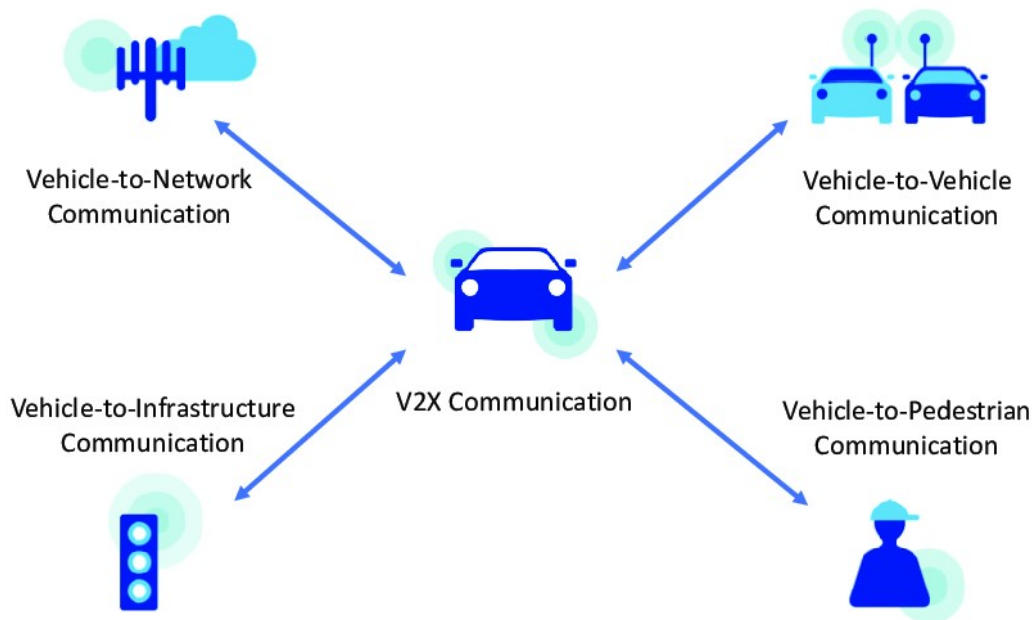 Vehicle-to-Network
Communication
Vehicle-to-Vehicle
Communication
Vehicle-to-Infrastructure
Communication
V2X Communication
Vehicle-to-Pedestrian
Communication